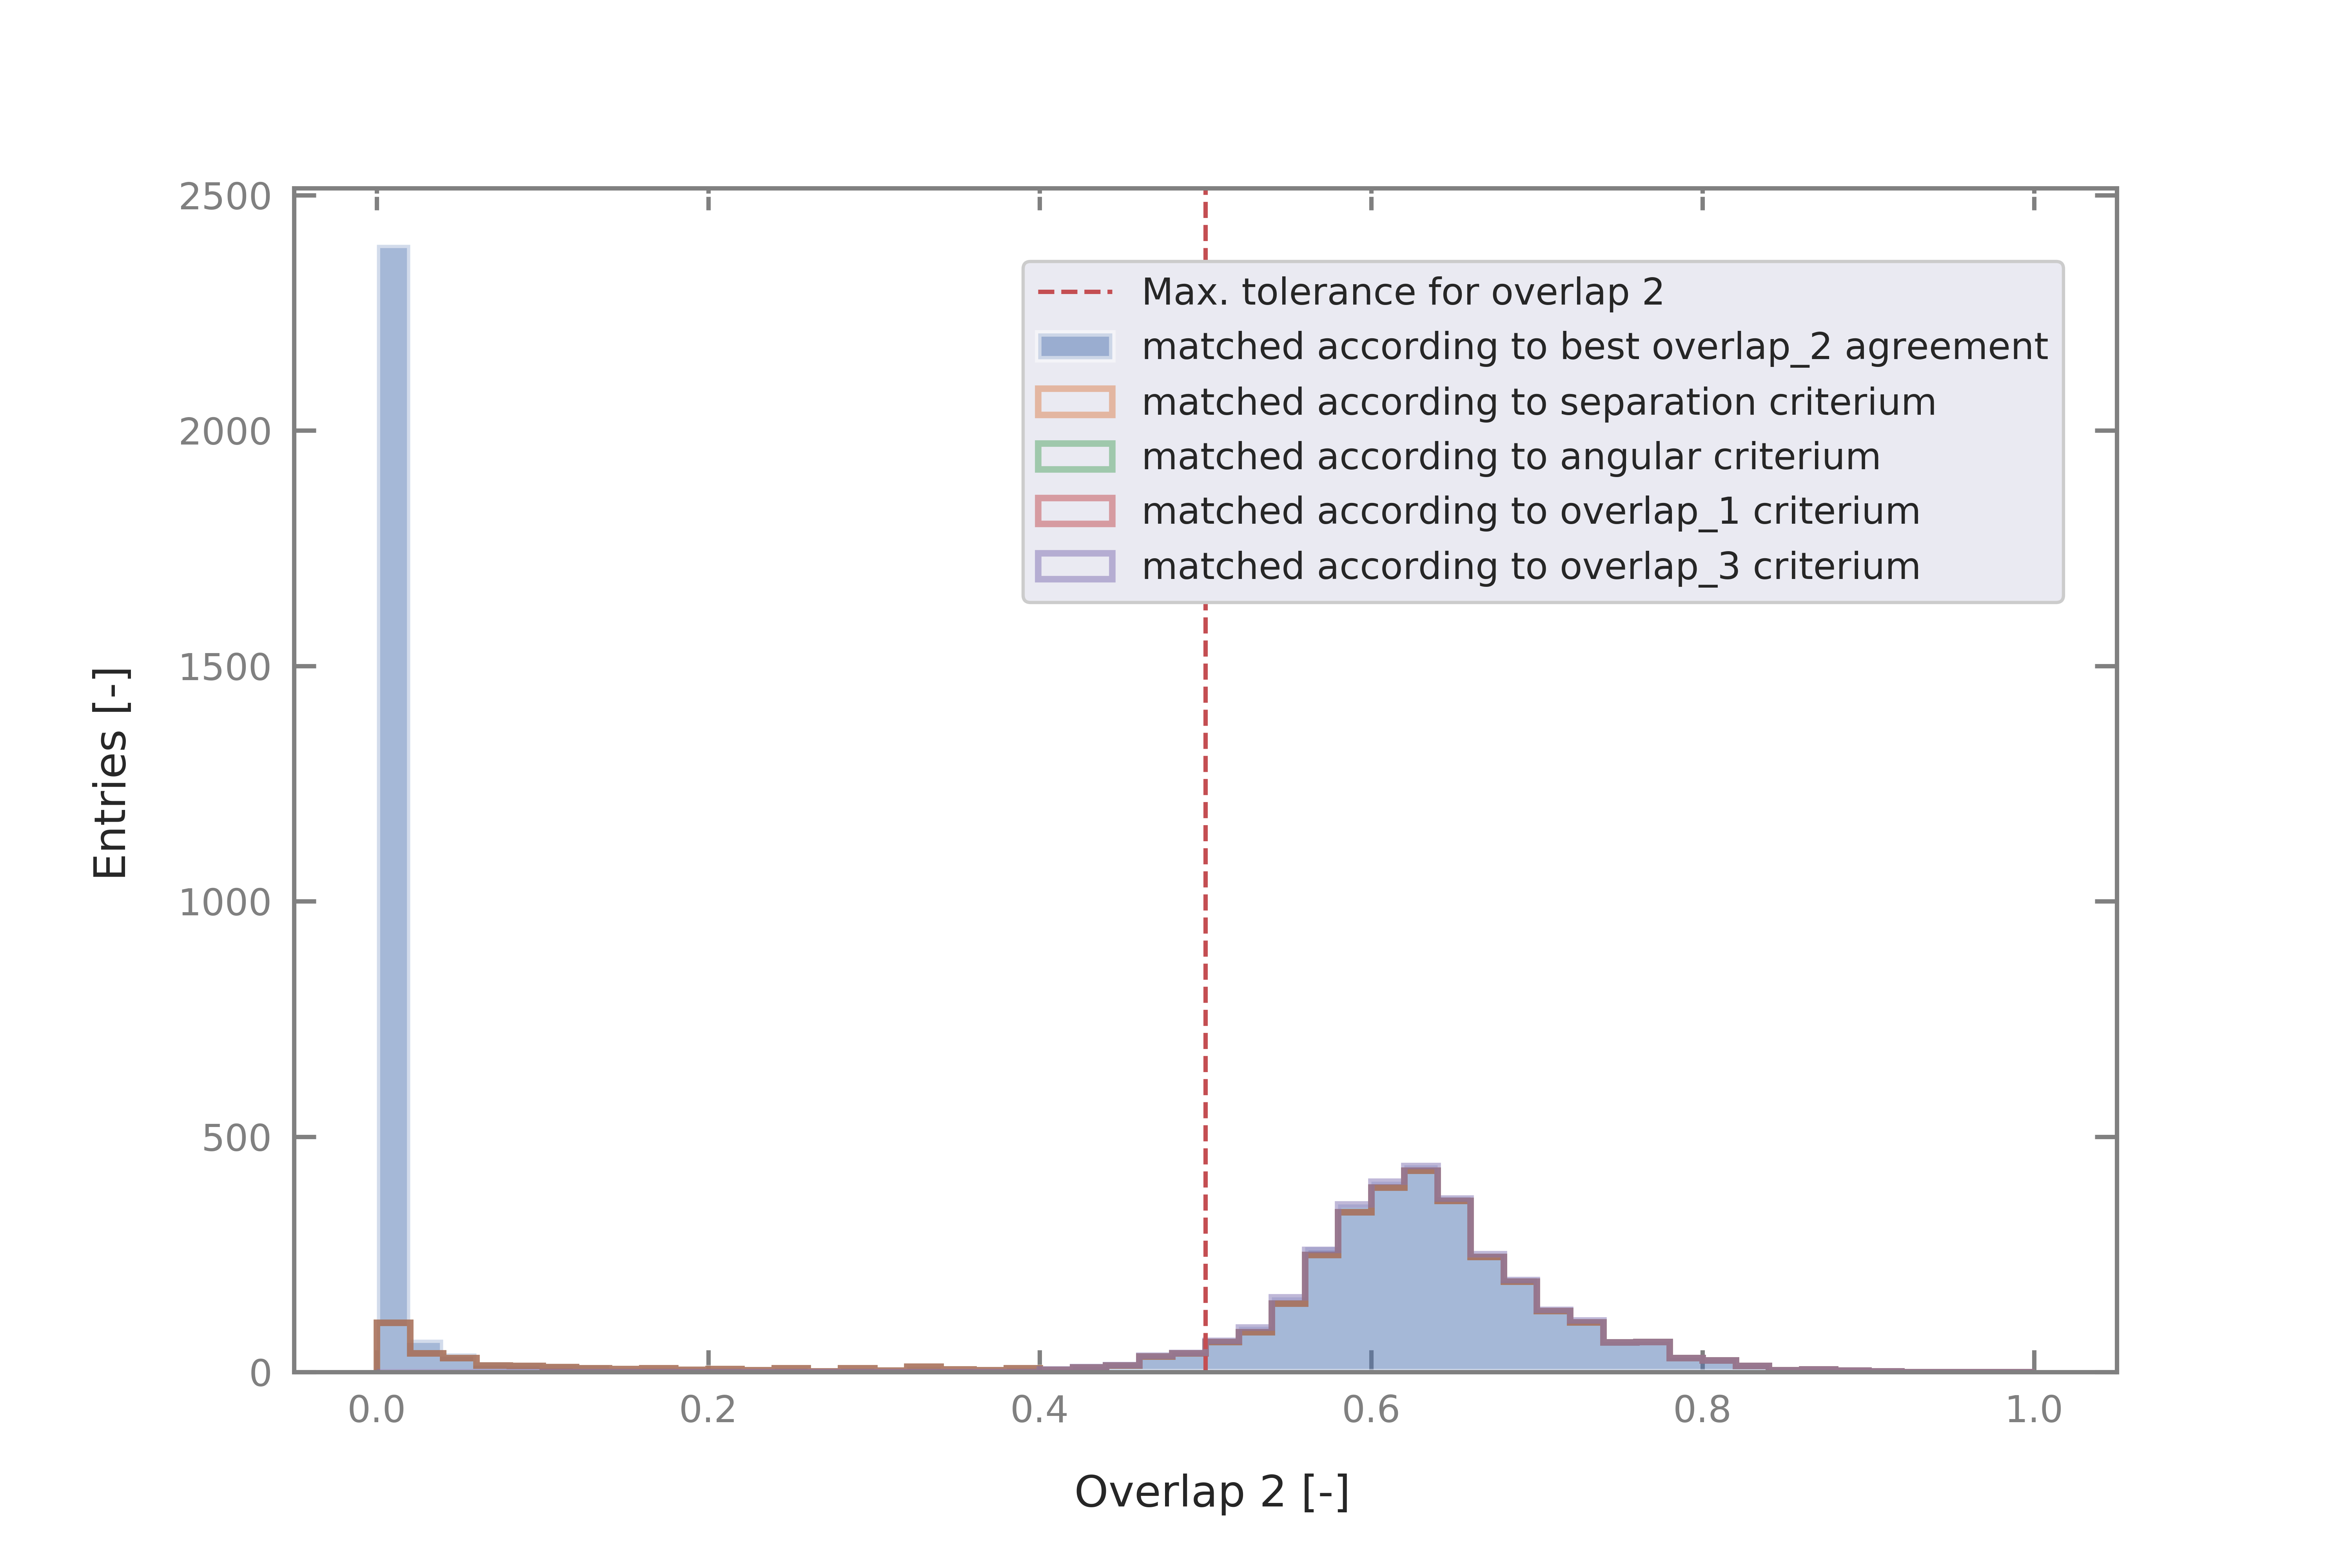 2500
2000
1500
1000
500
0
Entries [-]
Max. tolerance for overlap 2
matched according to best overlap_2 agreement
matched according to separation criterium
matched according to angular criterium
matched according to overlap_1 criterium
matched according to overlap_3 criterium
0.0 0.2 0.4 0.6 0.8 1.0
Overlap 2 [-]